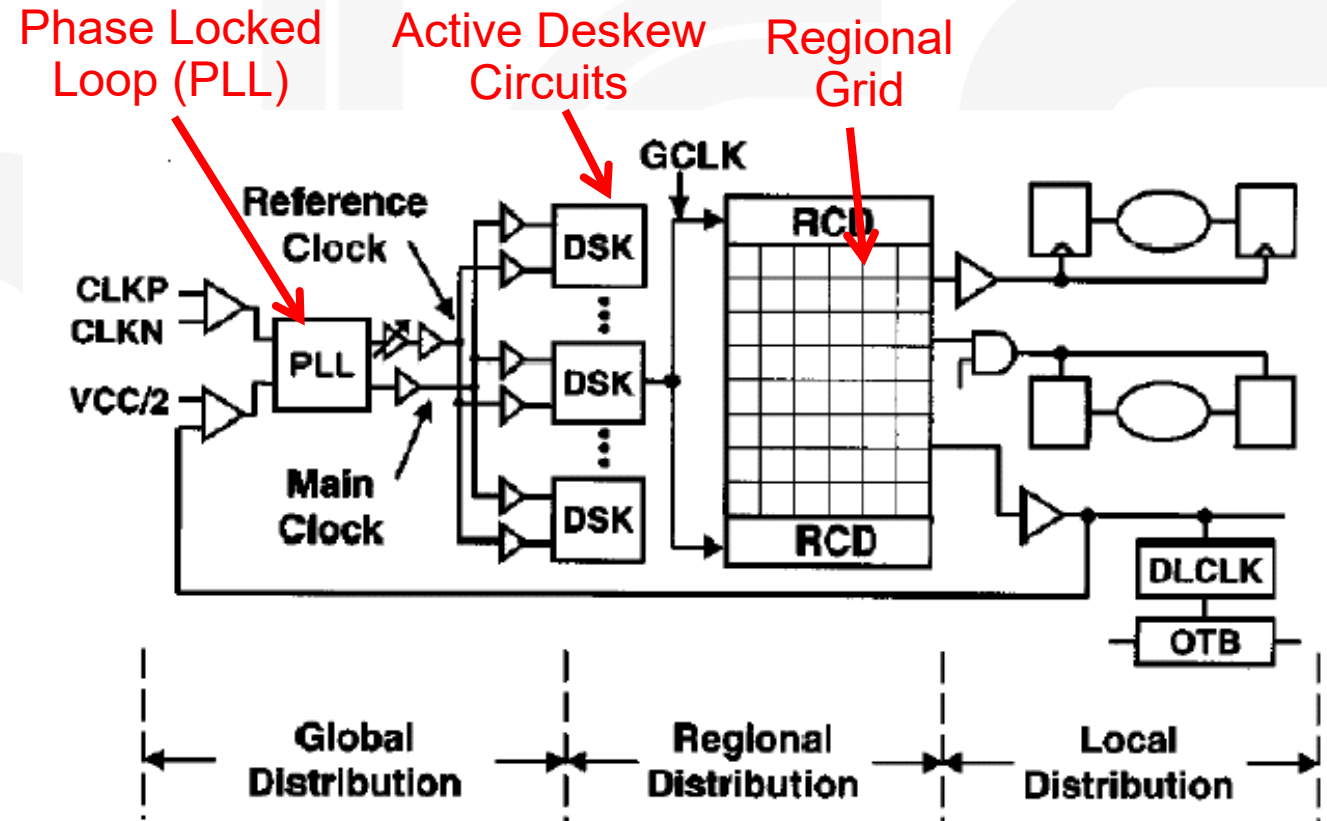 Phase Locked
Loop (PLL)
Active Deskew
Circuits
Regional
Grid
GCLK
Reference
Clock
CLKP
CLKN
VCC/2
PLL
Main
Clock
DSK
DSK
DSK
RCD
RCD
DLCLK
OTB
Global
Distribution
Regional
Distribution
Local
Distribution